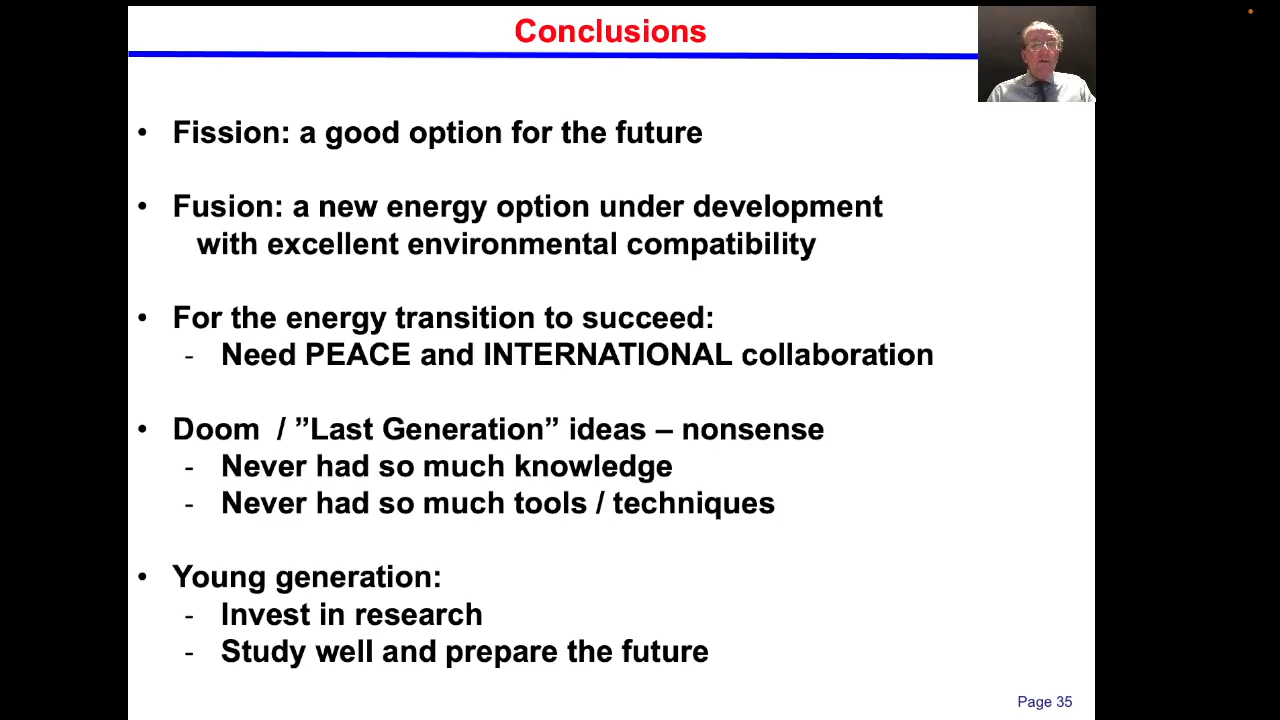 Conclusions
• Fission: a good option for the future
• Fusion: a new energy option under development
with excellent environmental compatibility
• For the energy transition to succeed:
- Need PEACE and INTERNATIONAL collaboration
• Doom / ”Last Generation” ideas – nonsense
- Never had so much knowledge
- Never had so much tools / techniques
• Young generation:
- Invest in research
- Study well and prepare the future
Page 35